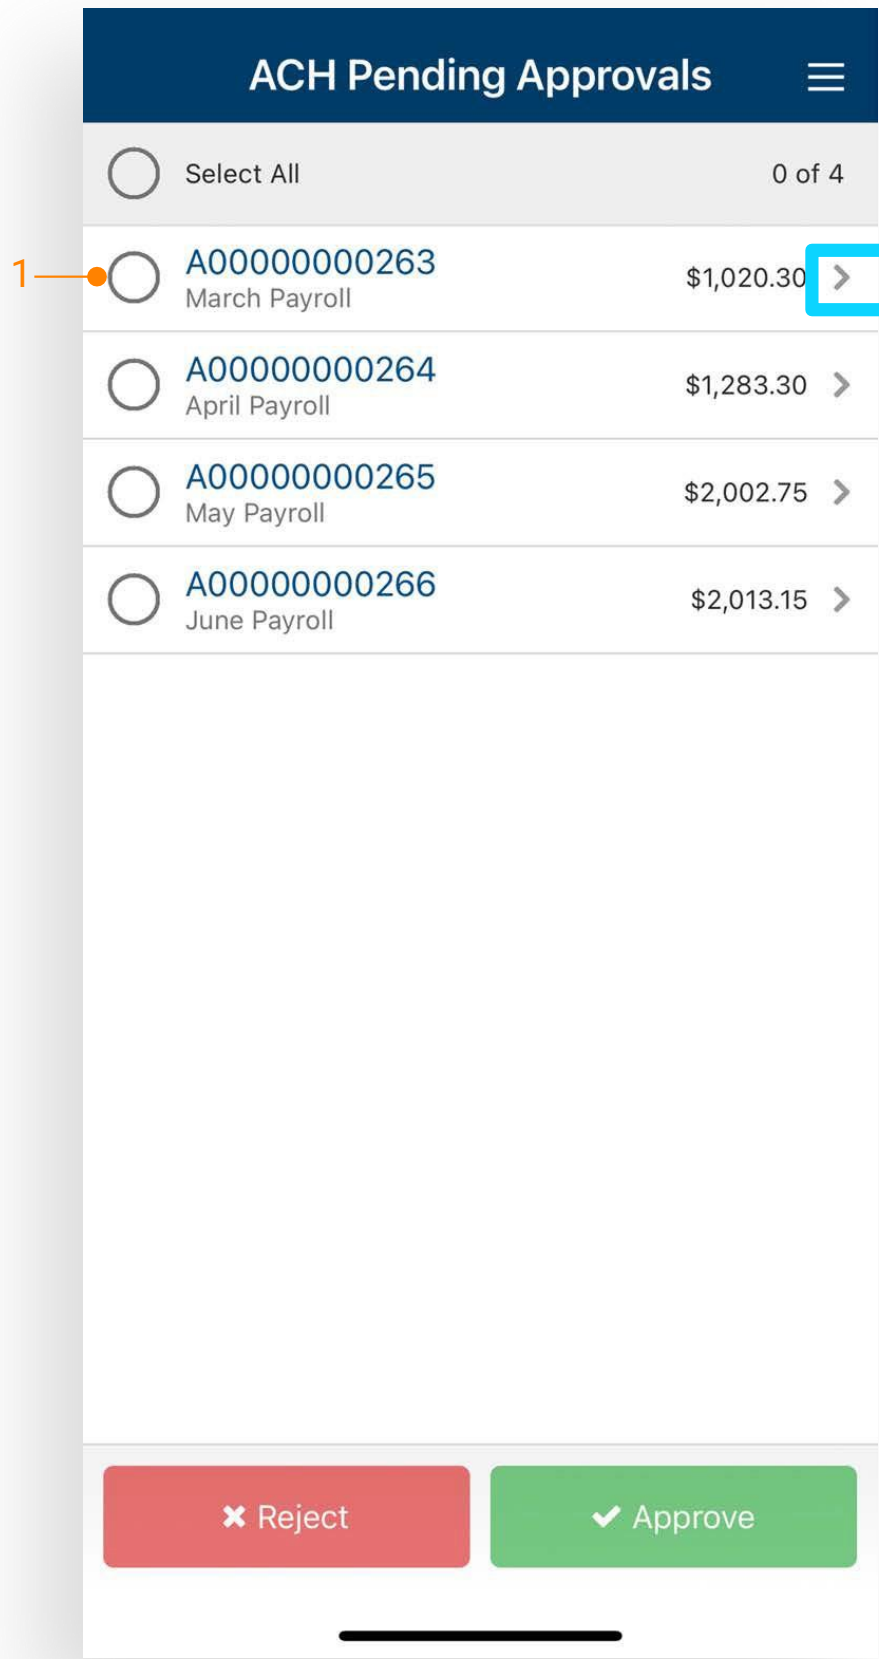 ACH Pending Approvals
Select All 0 of 4
1
A00000000263 $1,020.30
March Payroll
A00000000264 $1,283.30
April Payroll
A00000000265 $2,002.75
May Payroll
A00000000266 $2,013.15
June Payroll
Reject Approve